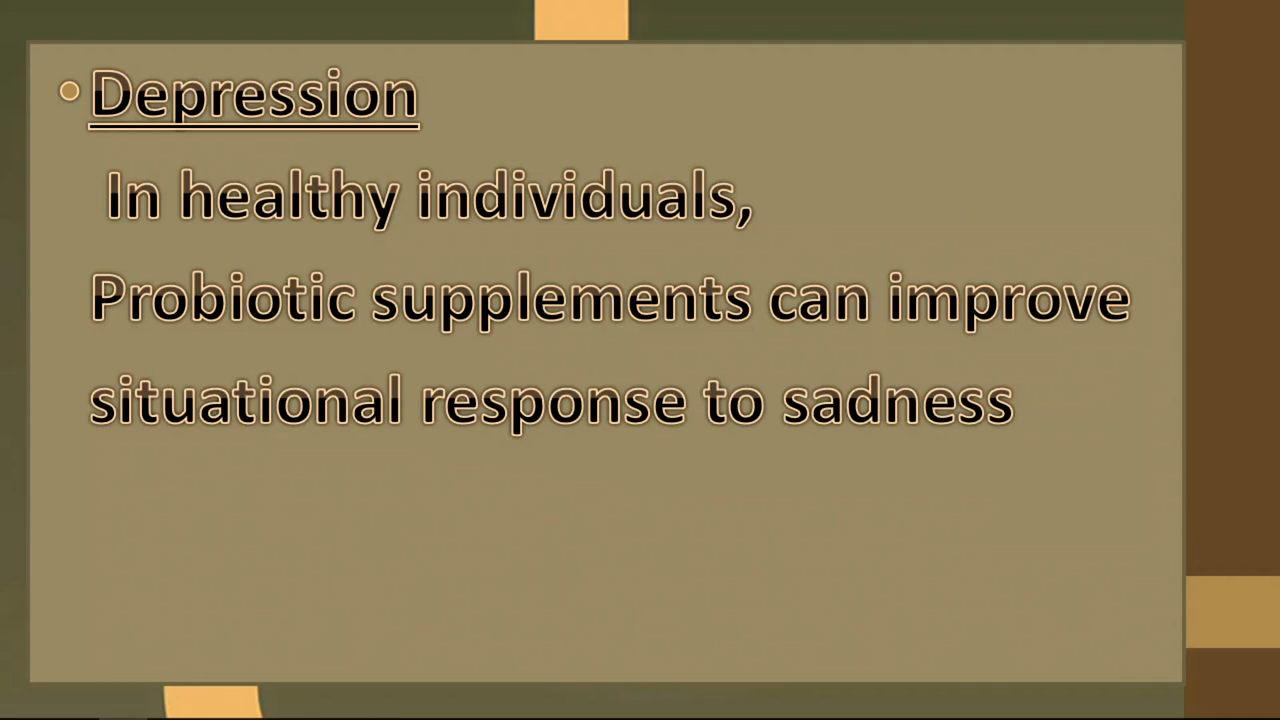 • Depression
In healthy individuals,
Probiotic supplements can improve
situational response to sadness